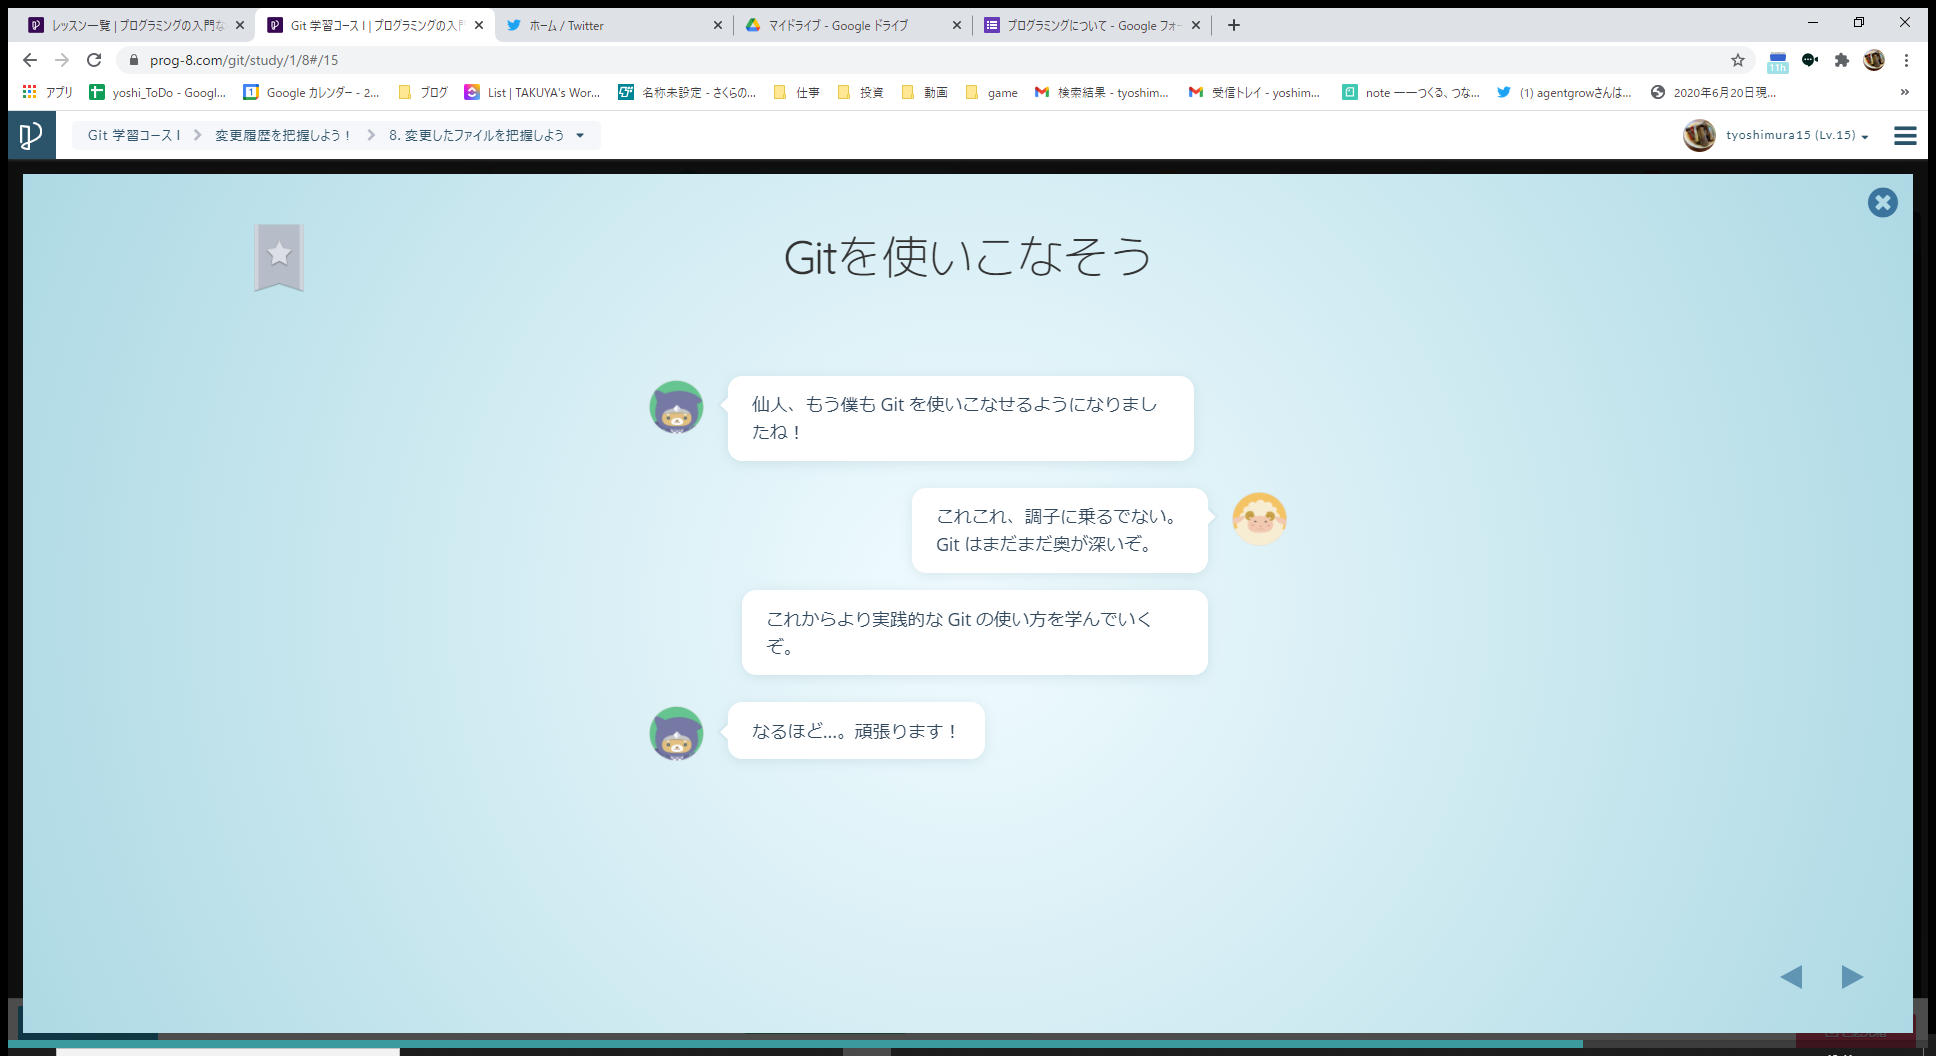 レッスン一覧 | プログラミングの入門な
Git 学習コース I | プログラミングの入門
ホーム / Twitter
マイドライブ - Google ドライブ
プログラミングについて - Google フォー
prog-8.com/git/study/1/8#/15
11h
アプリ
yoshi_ToDo - Googl...
Google カレンダー - 2...
ブログ
List | TAKUYA's Wor...
名称未設定 - さくらの...
仕事
投資
動画
game
検索結果 - tyoshim...
受信トレイ - yoshim...
note ――つくる、つな...
(1) agentgrowさんは...
2020年6月20日現...
»
Git 学習コース I
変更履歴を把握しよう！
8. 変更したファイルを把握しよう
tyoshimura15 (Lv.15)
Gitを使いこなそう
仙人、もう僕も Git を使いこなせるようになりまし
たね！
これこれ、調子に乗るでない。
Git はまだまだ奥が深いぞ。
これからより実践的な Git の使い方を学んでいく
ぞ。
なるほど...。頑張ります！